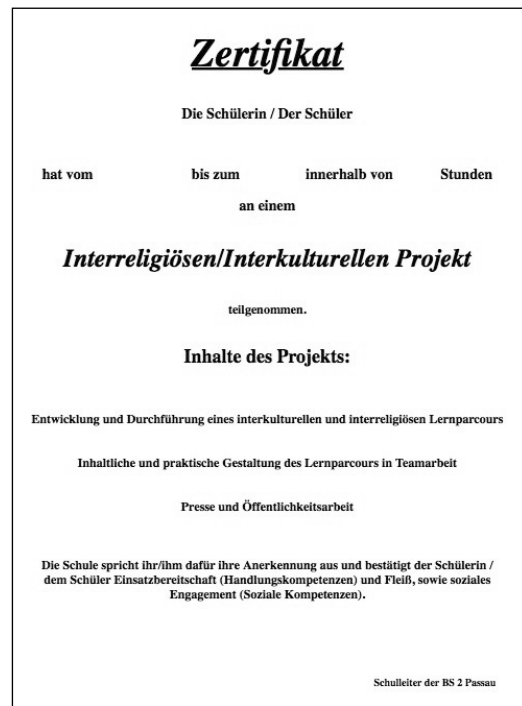 Zertifikat
Die Schülerin / Der Schüler
hat vom bis zum innerhalb von Stunden
an einem
Interreligiösen/Interkulturellen Projekt
teilgenommen.
Inhalte des Projekts:
Entwicklung und Durchführung eines interkulturellen und interreligiösen Lernparcours
Inhaltliche und praktische Gestaltung des Lernparcours in Teamarbeit
Presse und Öffentlichkeitsarbeit
Die Schule spricht ihr/ihm dafür ihre Anerkennung aus und bestätigt der Schülerin /
dem Schüler Einsatzbereitschaft (Handlungskompetenzen) und Fleiß, sowie soziales
Engagement (Soziale Kompetenzen).
Schulleiter der BS 2 Passau